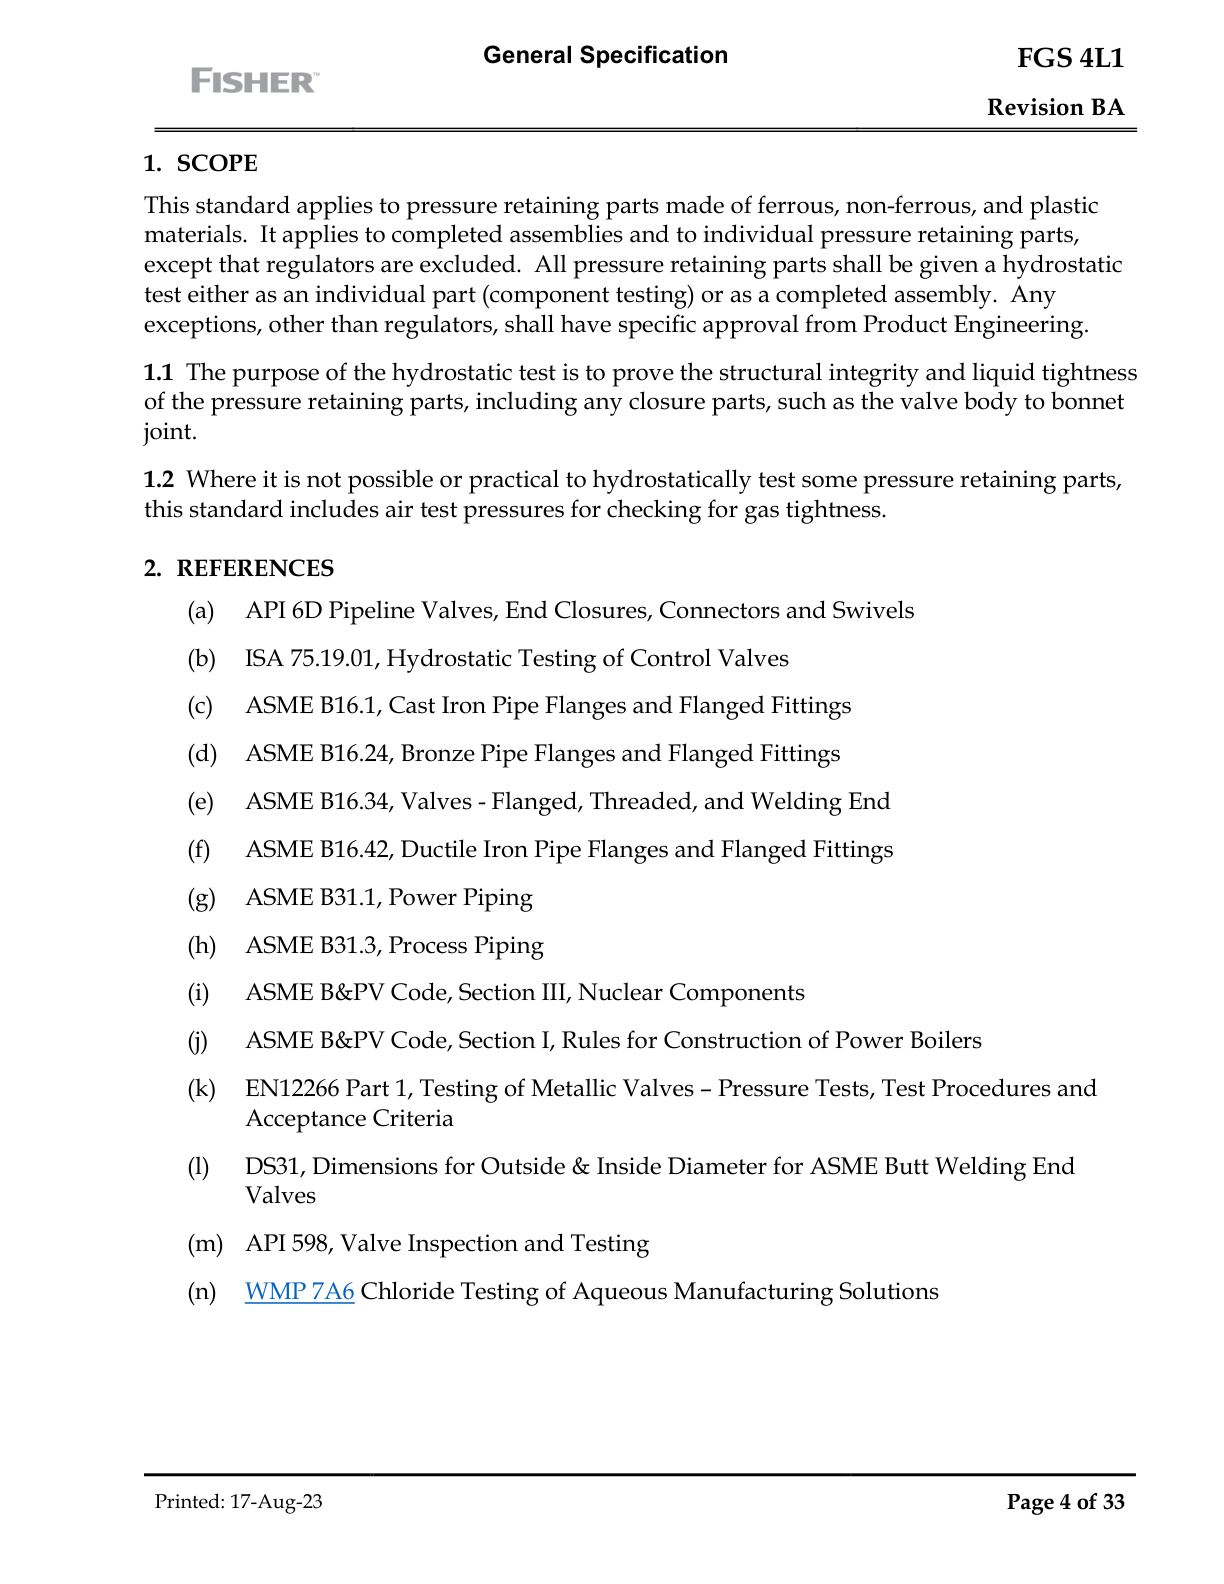 General Specification
FGS 4L1
FISHER™
Revision BA
1. SCOPE
This standard applies to pressure retaining parts made of ferrous, non-ferrous, and plastic
materials. It applies to completed assemblies and to individual pressure retaining parts,
except that regulators are excluded. All pressure retaining parts shall be given a hydrostatic
test either as an individual part (component testing) or as a completed assembly. Any
exceptions, other than regulators, shall have specific approval from Product Engineering.
1.1 The purpose of the hydrostatic test is to prove the structural integrity and liquid tightness
of the pressure retaining parts, including any closure parts, such as the valve body to bonnet
joint.
1.2 Where it is not possible or practical to hydrostatically test some pressure retaining parts,
this standard includes air test pressures for checking for gas tightness.
2. REFERENCES
(a) API 6D Pipeline Valves, End Closures, Connectors and Swivels
(b) ISA 75.19.01, Hydrostatic Testing of Control Valves
(c) ASME B16.1, Cast Iron Pipe Flanges and Flanged Fittings
(d) ASME B16.24, Bronze Pipe Flanges and Flanged Fittings
(e) ASME B16.34, Valves - Flanged, Threaded, and Welding End
(f) ASME B16.42, Ductile Iron Pipe Flanges and Flanged Fittings
(g) ASME B31.1, Power Piping
(h) ASME B31.3, Process Piping
(i) ASME B&PV Code, Section III, Nuclear Components
(j) ASME B&PV Code, Section I, Rules for Construction of Power Boilers
(k) EN12266 Part 1, Testing of Metallic Valves – Pressure Tests, Test Procedures and
Acceptance Criteria
(l) DS31, Dimensions for Outside & Inside Diameter for ASME Butt Welding End
Valves
(m) API 598, Valve Inspection and Testing
(n) WMP 7A6 Chloride Testing of Aqueous Manufacturing Solutions
Printed: 17-Aug-23
Page 4 of 33